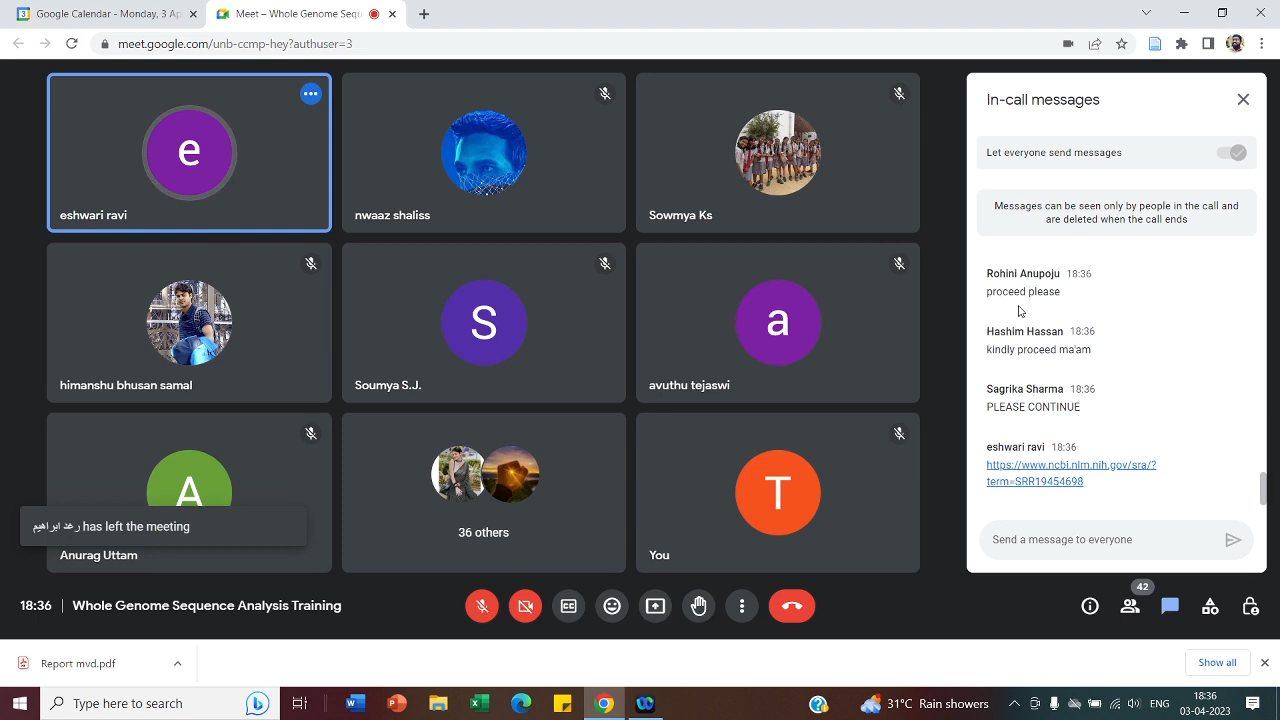 Google Calendar - Monday, 3 Ap
Meet – Whole Genome Sequ
meet.google.com/unb-ccmp-hey?authuser=3
e
eshwari ravi
nwaaz shaliss
Sowmya Ks
himanshu bhusan samal
S
Soumya S.J.
a
avuthu tejaswi
A
رعد ابراهيم has left the meeting
Anurag Uttam
36 others
T
You
In-call messages
Let everyone send messages
Messages can be seen only by people in the call and
are deleted when the call ends
Rohini Anupoju 18:36
proceed please
Hashim Hassan 18:36
kindly proceed ma'am
Sagrika Sharma 18:36
PLEASE CONTINUE
eshwari ravi 18:36
https://www.ncbi.nlm.nih.gov/sra/?
term=SRR19454698
Send a message to everyone
18:36 | Whole Genome Sequence Analysis Training
42
Report mvd.pdf
Show all
Type here to search
31°C Rain showers
ENG
18:36
03-04-2023